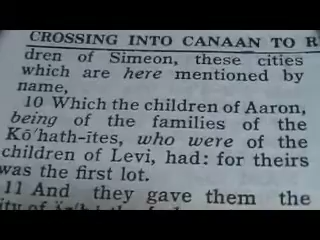 CROSSING INTO CANAAN TO R
dren of Simeon, these cities
which are here mentioned by
name,
10 Which the children of Aaron,
being of the families of the
Kō′hath-ītes, who were of the
children of Levi, had: for theirs
was the first lot.
11 And they gave them the
ity of